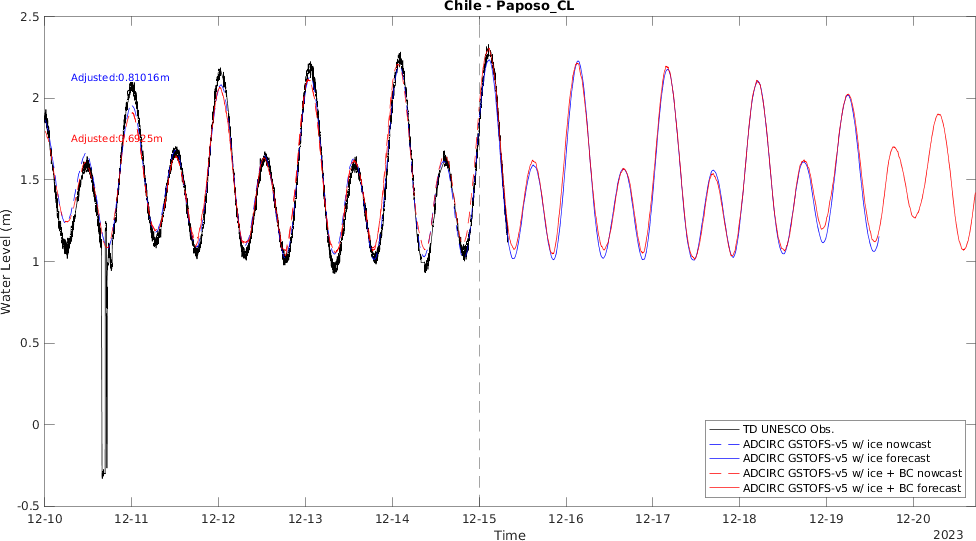 Chile - Paposo_CL
2.5
Adjusted:0.81016m
2
Adjusted:0.6925m
1.5
Water Level (m)
1
0.5
0
TD UNESCO Obs.
ADCIRC GSTOFS-v5 w/ ice nowcast
ADCIRC GSTOFS-v5 w/ ice forecast
ADCIRC GSTOFS-v5 w/ ice + BC nowcast
ADCIRC GSTOFS-v5 w/ ice + BC forecast
-0.5
12-10 12-11 12-12 12-13 12-14 12-15 12-16 12-17 12-18 12-19 12-20
Time
2023